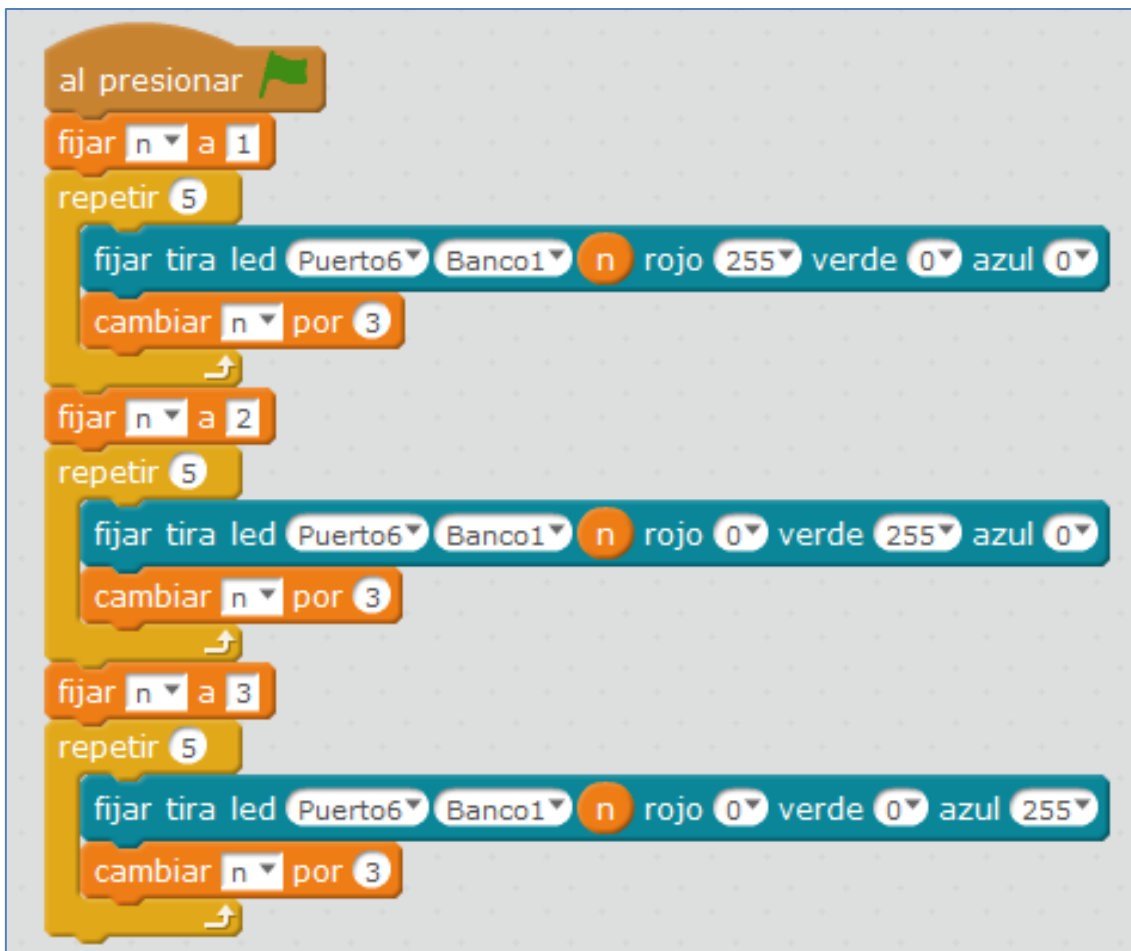 al presionar
fijar n a 1
repetir 5
fijar tira led Puerto6 Banco1 n rojo 255 verde 0 azul 0
cambiar n por 3
fijar n a 2
repetir 5
fijar tira led Puerto6 Banco1 n rojo 0 verde 255 azul 0
cambiar n por 3
fijar n a 3
repetir 5
fijar tira led Puerto6 Banco1 n rojo 0 verde 0 azul 255
cambiar n por 3